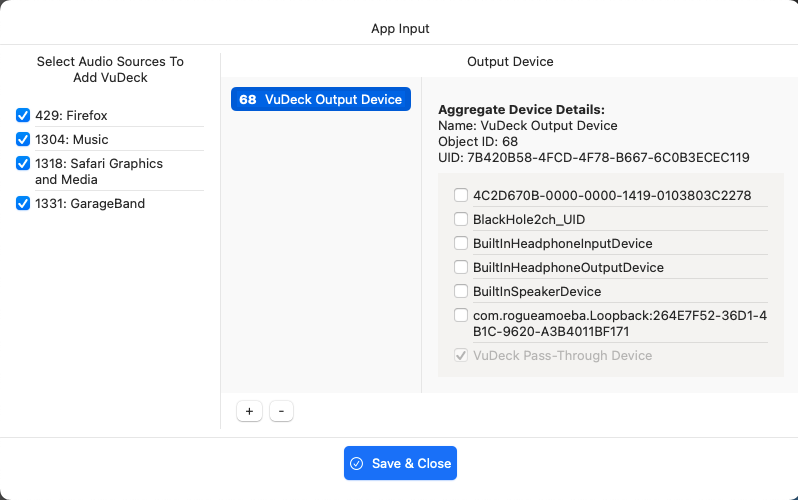 App Input
Select Audio Sources To
Add VuDeck
429: Firefox
1304: Music
1318: Safari Graphics
and Media
1331: GarageBand
Output Device
68 VuDeck Output Device
Aggregate Device Details:
Name: VuDeck Output Device
Object ID: 68
UID: 7B420B58-4FCD-4F78-B667-6C0B3ECEC119
4C2D670B-0000-0000-1419-0103803C2278
BlackHole2ch_UID
BuiltInHeadphoneInputDevice
BuiltInHeadphoneOutputDevice
BuiltInSpeakerDevice
com.rogueamoeba.Loopback:264E7F52-36D1-4
B1C-9620-A3B4011BF171
VuDeck Pass-Through Device
+
-
Save & Close